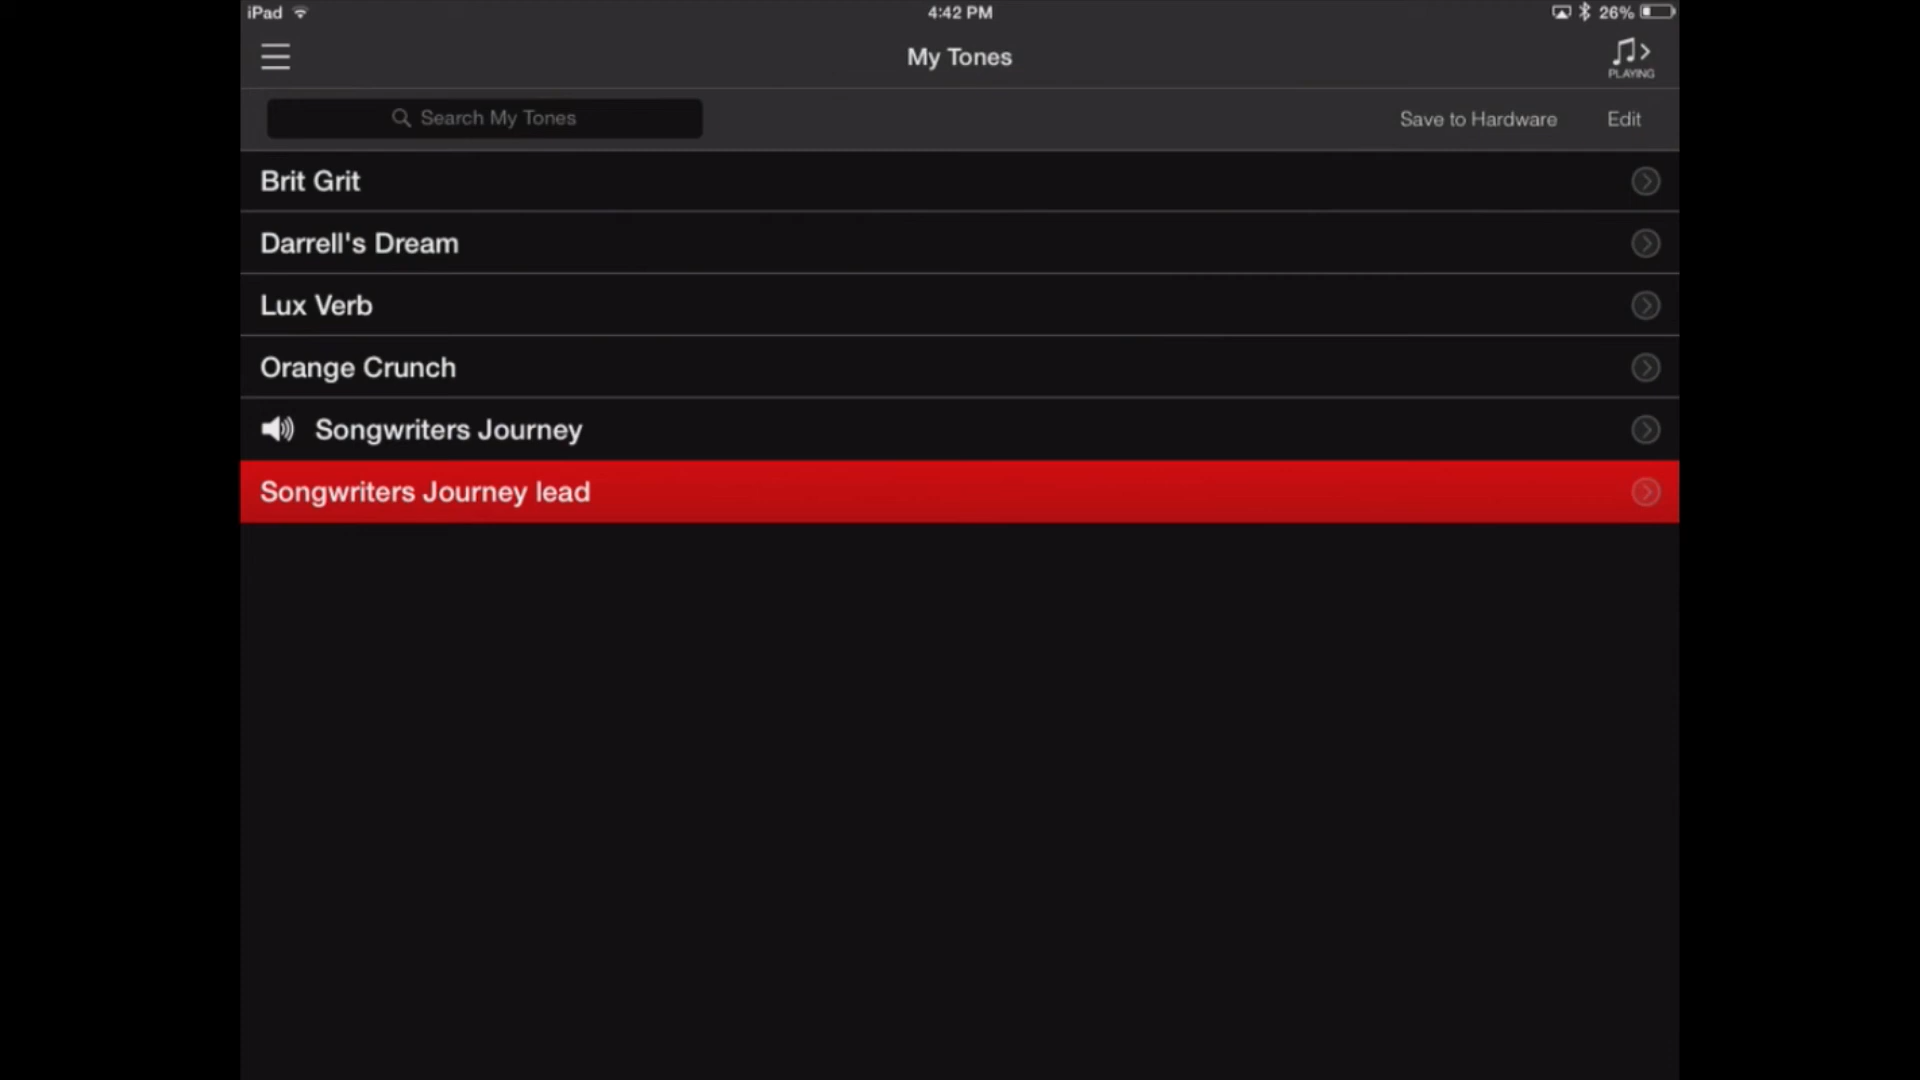 iPad 4:42 PM 26%
My Tones
PLAYING
Search My Tones Save to Hardware Edit
Brit Grit
Darrell's Dream
Lux Verb
Orange Crunch
Songwriters Journey
Songwriters Journey lead